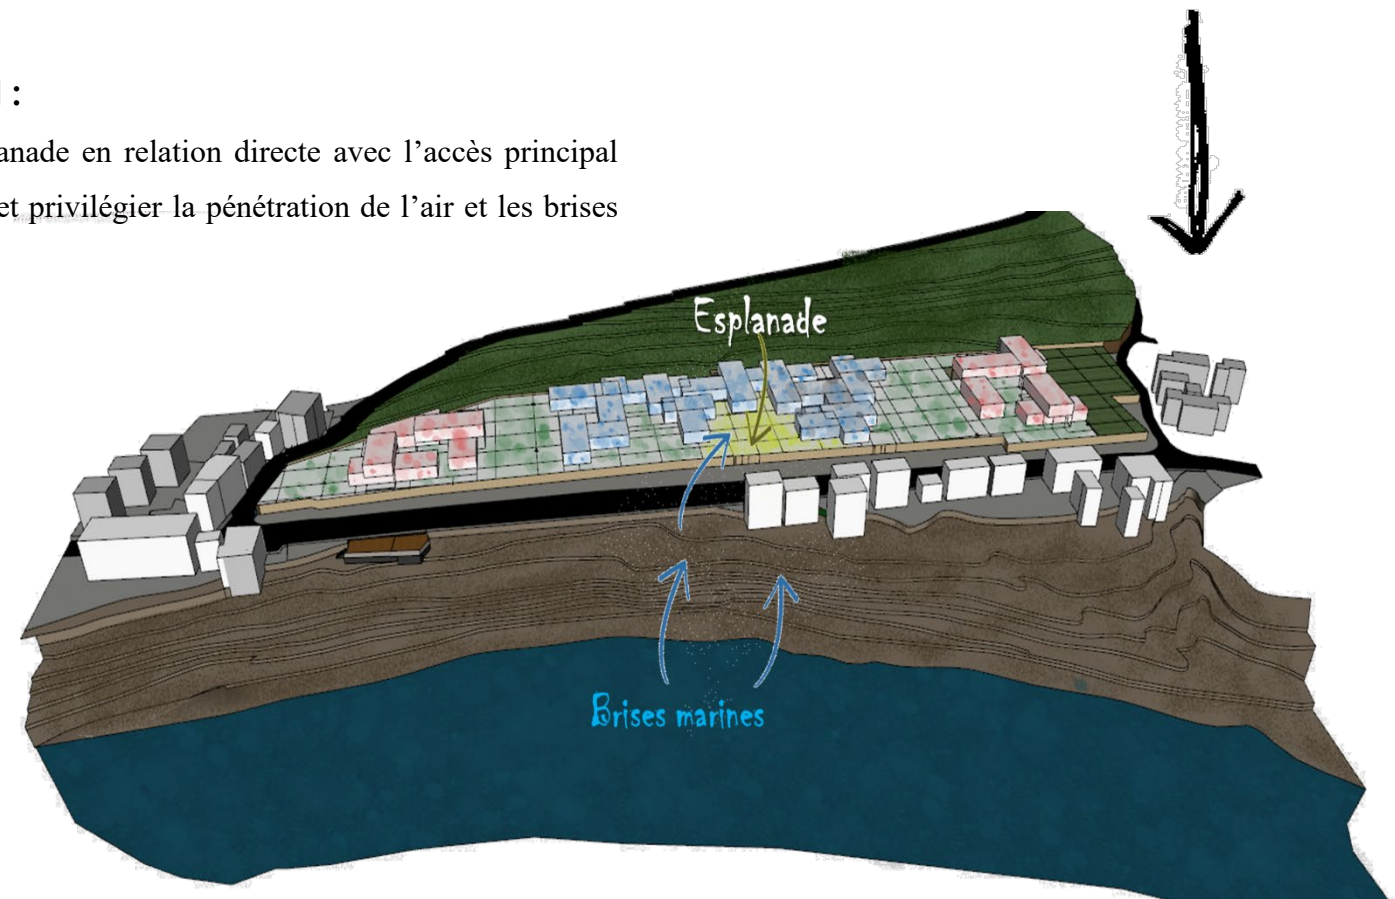 :
anade en relation directe avec l’accès principal
et privilégier la pénétration de l’air et les brises
Esplanade
Brises marines